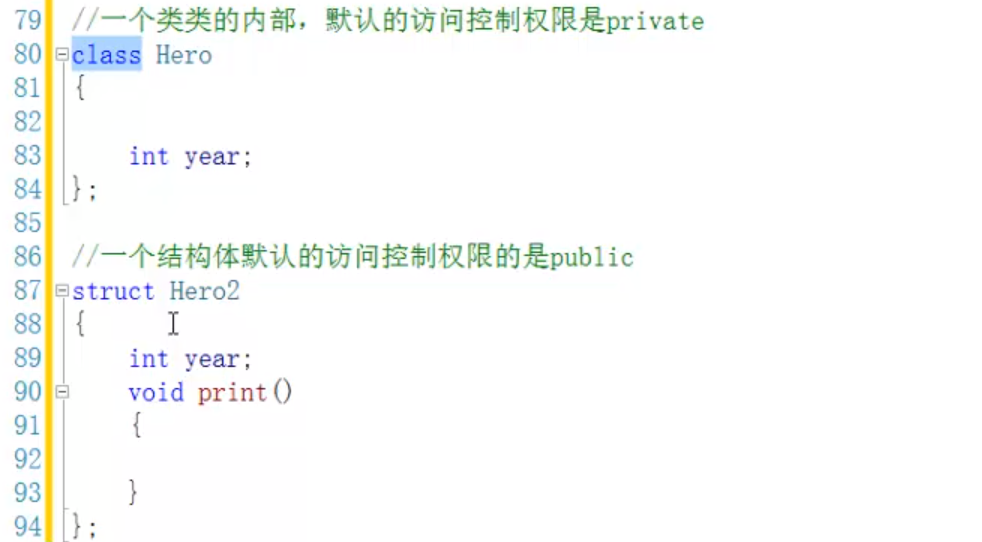 79 //一个类类的内部，默认的访问控制权限是private
80 class Hero
81 {
82
83 int year;
84 };
85
86 //一个结构体默认的访问控制权限的是public
87 struct Hero2
88 {
89 int year;
90 void print()
91 {
92
93 }
94 };